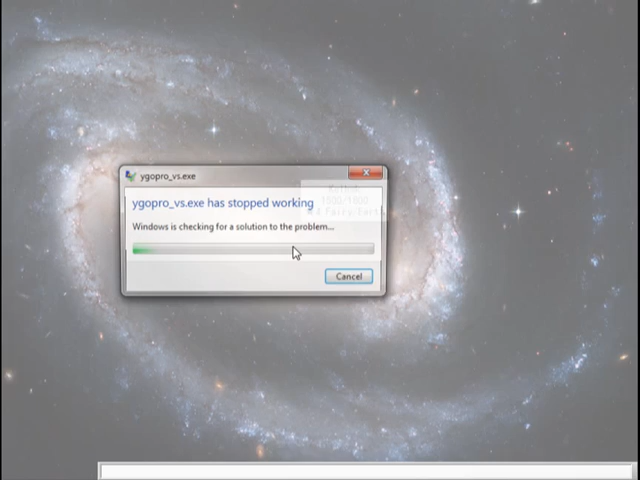 ygopro_vs.exe
ygopro_vs.exe has stopped working
Windows is checking for a solution to the problem...
Cancel